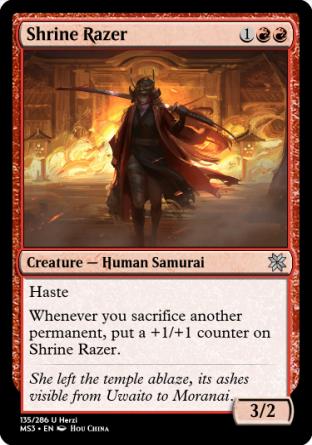 Shrine Razer 1
Creature — Human Samurai
Haste
Whenever you sacrifice another
permanent, put a +1/+1 counter on
Shrine Razer.
She left the temple ablaze, its ashes
visible from Uwaito to Moranai.
3/2
135/286 U Herzi
MS3 • EN Hou China